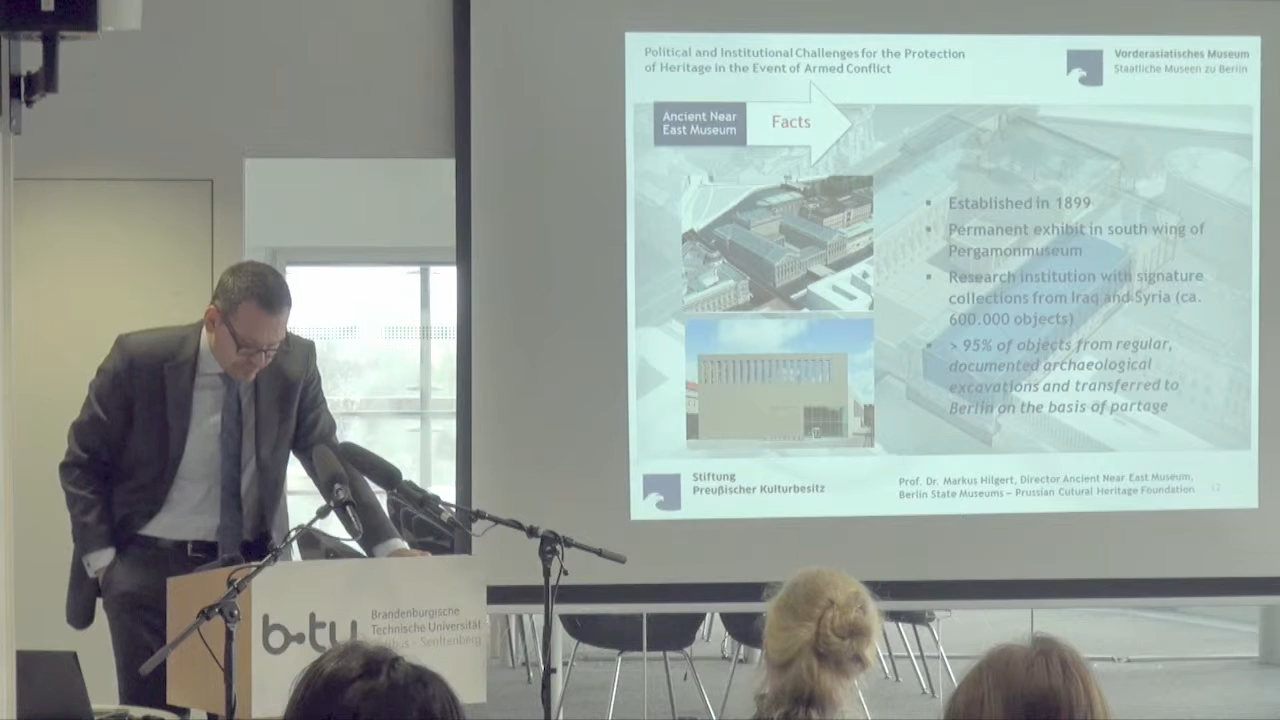 Political and Institutional Challenges for the Protection
of Heritage in the Event of Armed Conflict
Vorderasiatisches Museum
Staatliche Museen zu Berlin
Ancient Near
East Museum
Facts
Established in 1899
Permanent exhibit in south wing of
Pergamonmuseum
Research institution with signature
collections from Iraq and Syria (ca.
600.000 objects)
> 95% of objects from regular,
documented archaeological
excavations and transferred to
Berlin on the basis of partage
Stiftung
Preußischer Kulturbesitz
Prof. Dr. Markus Hilgert, Director Ancient Near East Museum,
Berlin State Museums – Prussian Cutural Heritage Foundation
12
b-tu
Brandenburgische
Technische Universität
Senftenberg